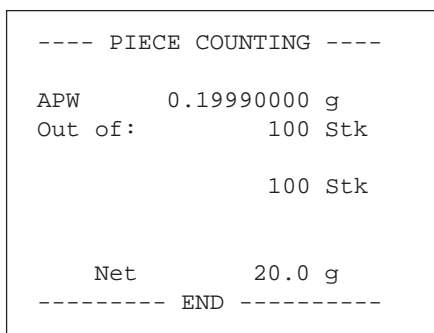 ---- PIECE COUNTING ----
APW 0.19990000 g
Out of: 100 Stk
100 Stk
Net 20.0 g
--------- END ----------